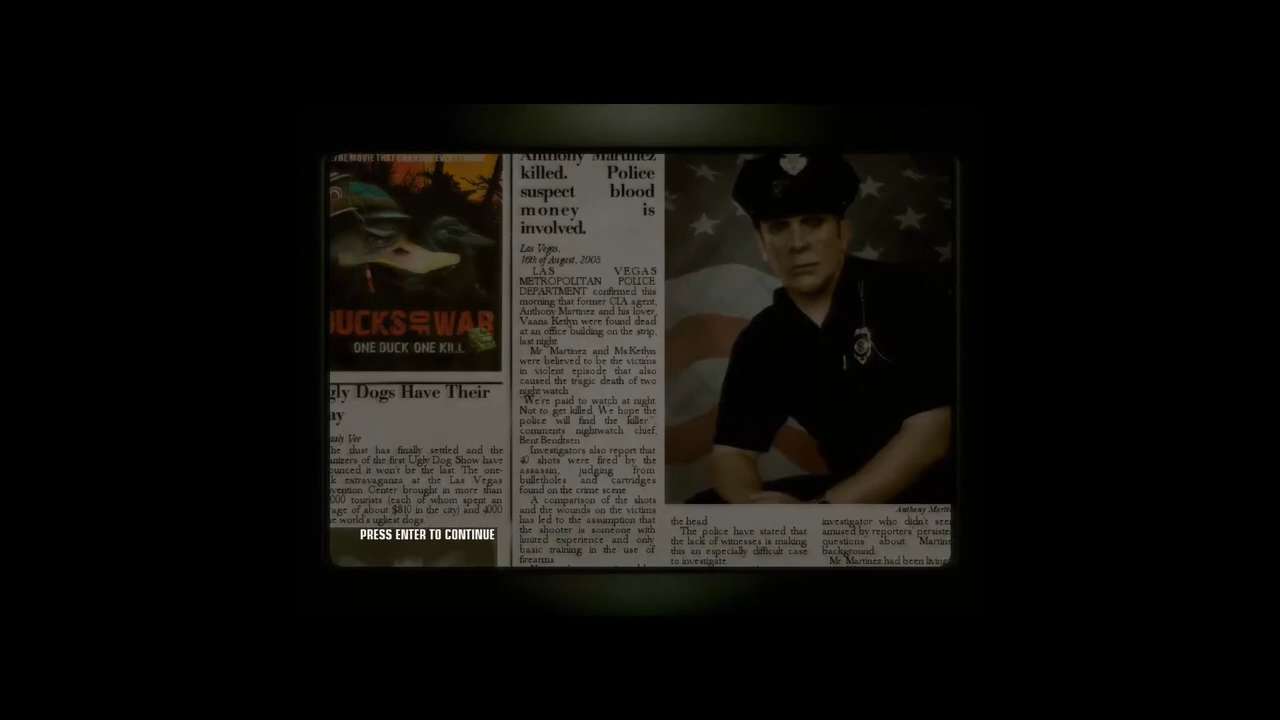 THE MOVIE THAT CHANGED EVERYTHING
DUCKS OF WAR
ONE DUCK ONE KILL
gly Dogs Have Their
ay
Vee
he dust has finally settled and the
anizers of the first Ugly Dog Show have
ounced it won't be the last. The one-
k extravaganza at the Las Vegas
vention Center brought in more than
000 tourists (each of whom spent an
rage of about $810 in the city) and 4000
he world's ugliest dogs.
PRESS ENTER TO CONTINUE
Anthony Martinez
killed. Police
suspect blood
money is
involved.
Las Vegas,
16th of August, 2005
LAS VEGAS
METROPOLITAN POLICE
DEPARTMENT confirmed this
morning that former CIA agent,
Anthony Martinez and his lover,
Vaana Ketlyn were found dead
at an office building on the strip,
last night.
Mr Martinez and Ms.Ketlyn
were believed to be the victims
in violent episode that also
caused the tragic death of two
night watch.
"We're paid to watch at night.
Not to get killed. We hope the
police will find the killer",
comments nightwatch chief,
Bent Bendtsen.
Investigators also report that
40 shots were fired by the
assassin, judging from
bulletholes and cartridges
found on the crime scene.
A comparison of the shots
and the wounds on the victims
has led to the assumption that
the shooter is someone with
limited experience and only
basic training in the use of
firearms.
Anthony Marti
the head.
The police have stated that
the lack of witnesses is making
this an especially difficult case
to investigate.
investigator who didn't see
amused by reporters' persiste
questions about Martine
background.
Mr. Martinez had been living